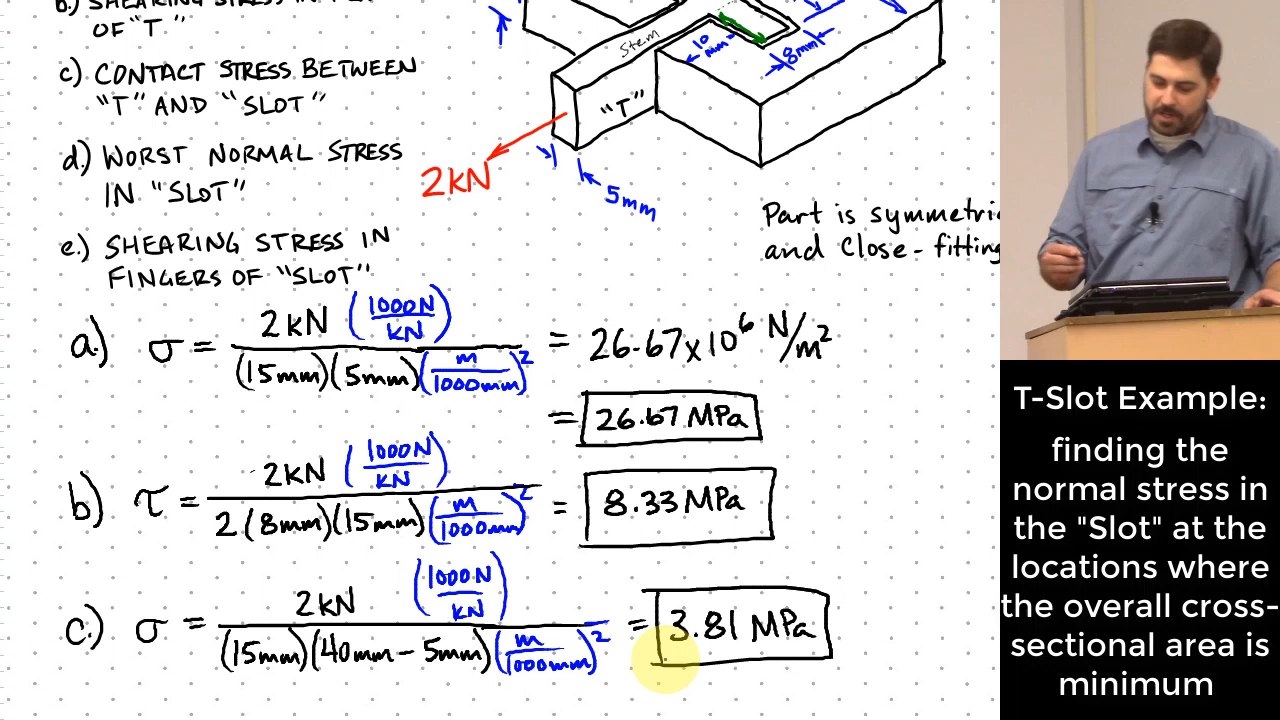 b.) SHEARING STRESS IN
OF "T"
c.) CONTACT STRESS BETWEEN
"T" AND "SLOT"
d.) WORST NORMAL STRESS
IN "SLOT"
e.) SHEARING STRESS IN
FINGERS OF "SLOT"
Stem
10 mm
8mm
"T"
2KN
5mm
Part is symmetric
and Close-fitting
a.) σ = 2KN (1000N/KN) / (15mm)(5mm)(m/1000mm)² = 26.67x10⁶ N/m²
= 26.67 MPa
b) τ = 2KN (1000N/KN) / 2(8mm)(15mm)(m/1000mm)² = 8.33 MPa
c.) σ = 2KN (1000N/KN) / (15mm)(40mm - 5mm)(m/1000mm)² = 3.81 MPa
T-Slot Example:
finding the
normal stress in
the "Slot" at the
locations where
the overall cross-
sectional area is
minimum